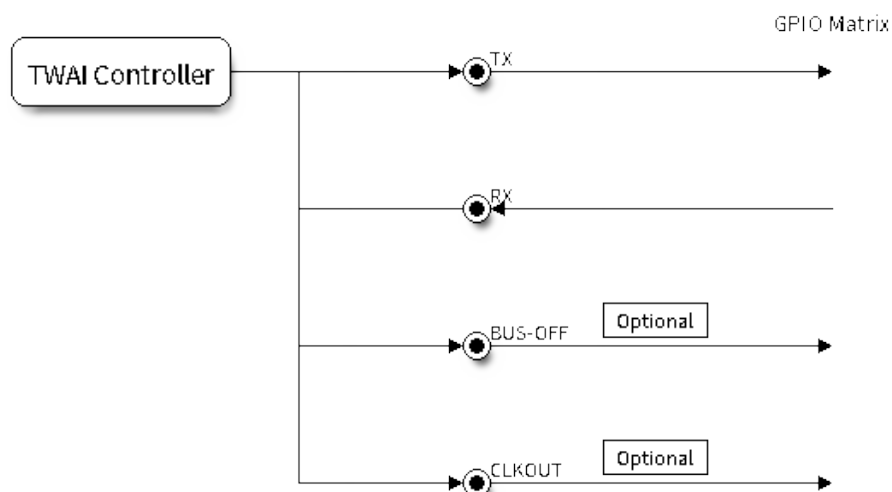 GPIO Matrix
TWAI Controller
TX
RX
BUS-OFF
Optional
CLKOUT
Optional